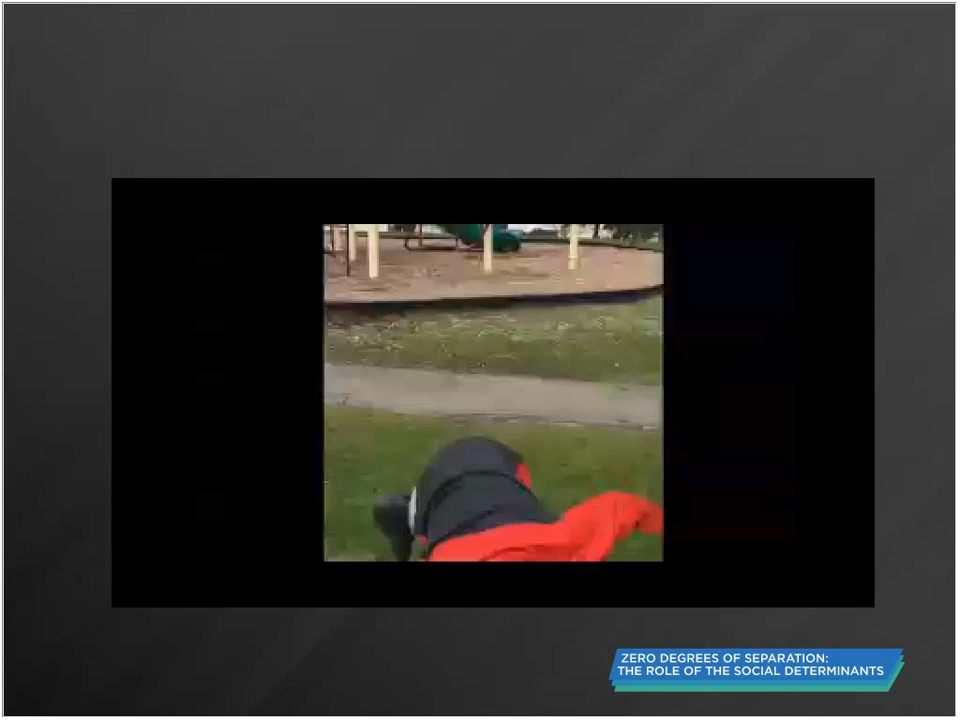 ZERO DEGREES OF SEPARATION:
THE ROLE OF THE SOCIAL DETERMINANTS